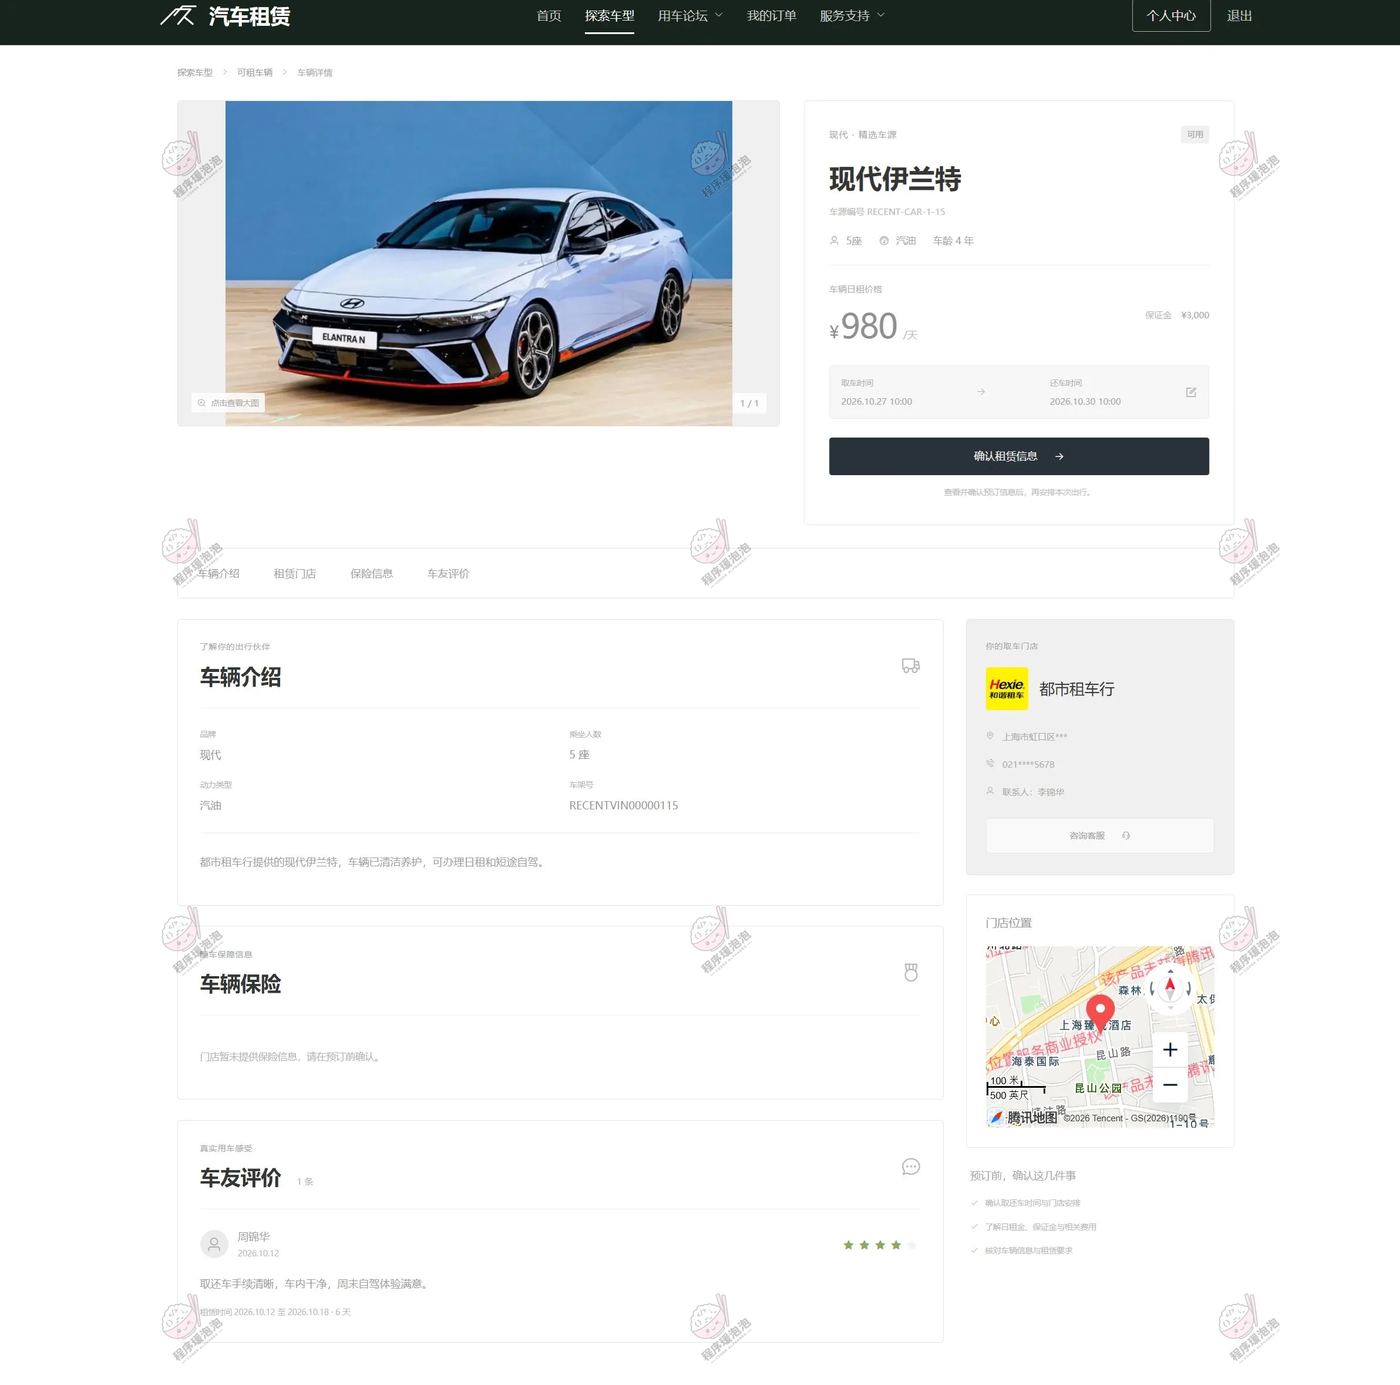 汽车租赁
首页 探索车型 用车论坛 我的订单 服务支持 个人中心 退出
探索车型 > 可租车辆 > 车辆详情
ELANTRA N
点击查看大图
1 / 1
现代 · 精选车源
可用
现代伊兰特
车源编号 RECENT-CAR-1-15
5座 汽油 车龄 4 年
车辆日租价格
¥980 /天
保证金 ¥3,000
取车时间
2026.10.27 10:00
→
还车时间
2026.10.30 10:00
确认租赁信息 →
查看并确认预订信息后，再安排本次出行。
车辆介绍 租赁门店 保险信息 车友评价
了解你的出行伙伴
车辆介绍
品牌
现代
乘坐人数
5 座
动力类型
汽油
车架号
RECENTVIN00000115
都市租车行提供的现代伊兰特，车辆已清洁养护，可办理日租和短途自驾。
你的取车门店
Hexie
和谐租车
都市租车行
上海市虹口区***
021****5678
联系人：李锦华
咨询客服
门店位置
森林
上海臻 酒店
海泰国际
昆山路
昆山公园
100 米
500 英尺
腾讯地图 ©2026 Tencent - GS(2026)1190号
1-10号
车保障信息
车辆保险
门店暂未提供保险信息，请在预订前确认。
真实用车感受
车友评价 1 条
周锦华
2026.10.12
取还车手续清晰，车内干净，周末自驾体验满意。
租赁时间 2026.10.12 至 2026.10.18 · 6 天
预订前，确认这几件事
确认取还车时间与门店安排
了解日租金、保证金与相关费用
核对车辆信息与租赁要求
程序瑶泡泡